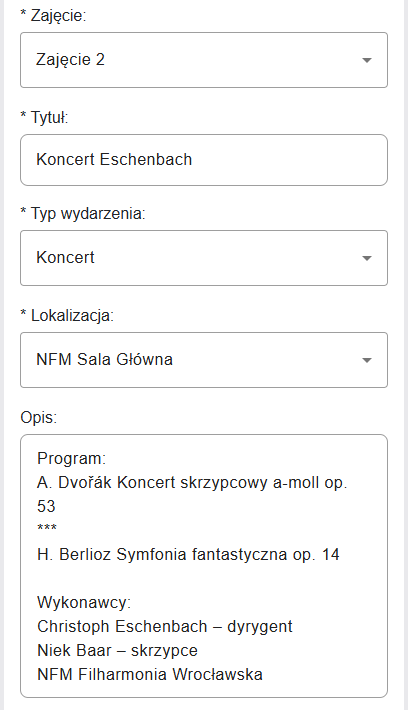 * Zajęcie:
Zajęcie 2
* Tytuł:
Koncert Eschenbach
* Typ wydarzenia:
Koncert
* Lokalizacja:
NFM Sala Główna
Opis:
Program:
A. Dvořák Koncert skrzypcowy a-moll op.
53
***
H. Berlioz Symfonia fantastyczna op. 14
Wykonawcy:
Christoph Eschenbach – dyrygent
Niek Baar – skrzypce
NFM Filharmonia Wrocławska